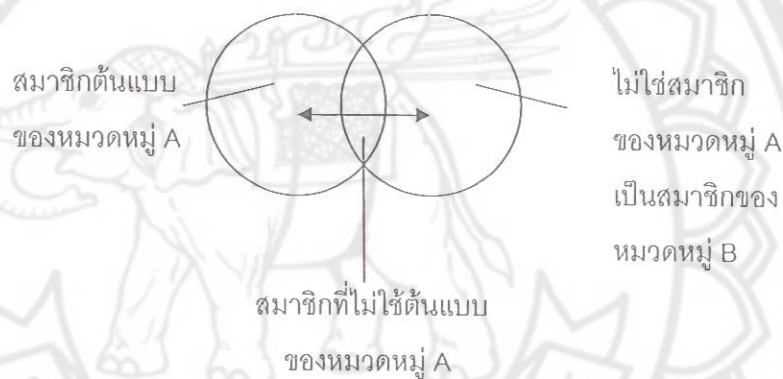 สมาชิกต้นแบบ
ของหมวดหมู่ A
ไม่ใช่สมาชิก
ของหมวดหมู่ A
เป็นสมาชิกของ
หมวดหมู่ B
สมาชิกที่ไม่ใช้ต้นแบบ
ของหมวดหมู่ A